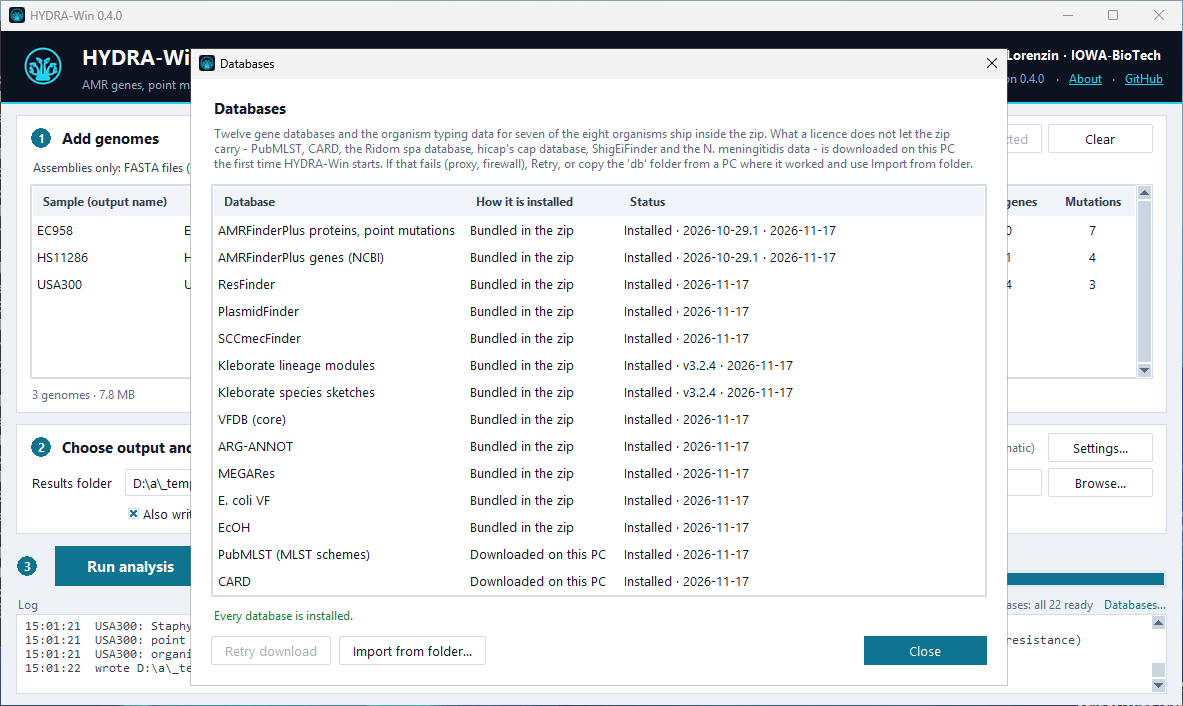 HYDRA-Win 0.4.0
HYDRA-Wi
Lorenzin · IOWA-BioTech
AMR genes, point m
on 0.4.0 · About · GitHub
Databases
Databases
Twelve gene databases and the organism typing data for seven of the eight organisms ship inside the zip. What a licence does not let the zip
carry - PubMLST, CARD, the Ridom spa database, hicap's cap database, ShigEiFinder and the N. meningitidis data - is downloaded on this PC
the first time HYDRA-Win starts. If that fails (proxy, firewall), Retry, or copy the 'db' folder from a PC where it worked and use Import from folder.
Database How it is installed Status
AMRFinderPlus proteins, point mutations Bundled in the zip Installed · 2026-10-29.1 · 2026-11-17
AMRFinderPlus genes (NCBI) Bundled in the zip Installed · 2026-10-29.1 · 2026-11-17
ResFinder Bundled in the zip Installed · 2026-11-17
PlasmidFinder Bundled in the zip Installed · 2026-11-17
SCCmecFinder Bundled in the zip Installed · 2026-11-17
Kleborate lineage modules Bundled in the zip Installed · v3.2.4 · 2026-11-17
Kleborate species sketches Bundled in the zip Installed · v3.2.4 · 2026-11-17
VFDB (core) Bundled in the zip Installed · 2026-11-17
ARG-ANNOT Bundled in the zip Installed · 2026-11-17
MEGARes Bundled in the zip Installed · 2026-11-17
E. coli VF Bundled in the zip Installed · 2026-11-17
EcOH Bundled in the zip Installed · 2026-11-17
PubMLST (MLST schemes) Downloaded on this PC Installed · 2026-11-17
CARD Downloaded on this PC Installed · 2026-11-17
Every database is installed.
Retry download Import from folder... Close
1 Add genomes
cted Clear
Assemblies only: FASTA files (
Sample (output name) genes Mutations
EC958 E 0 7
HS11286 H 1 4
USA300 U 4 3
3 genomes · 7.8 MB
2 Choose output and
matic) Settings...
Results folder D:\a\_temp Browse...
Also writ
3 Run analysis
Log
ases: all 22 ready Databases...
15:01:21 USA300: Staphy
15:01:21 USA300: point resistance)
15:01:21 USA300: organi
15:01:22 wrote D:\a\_te